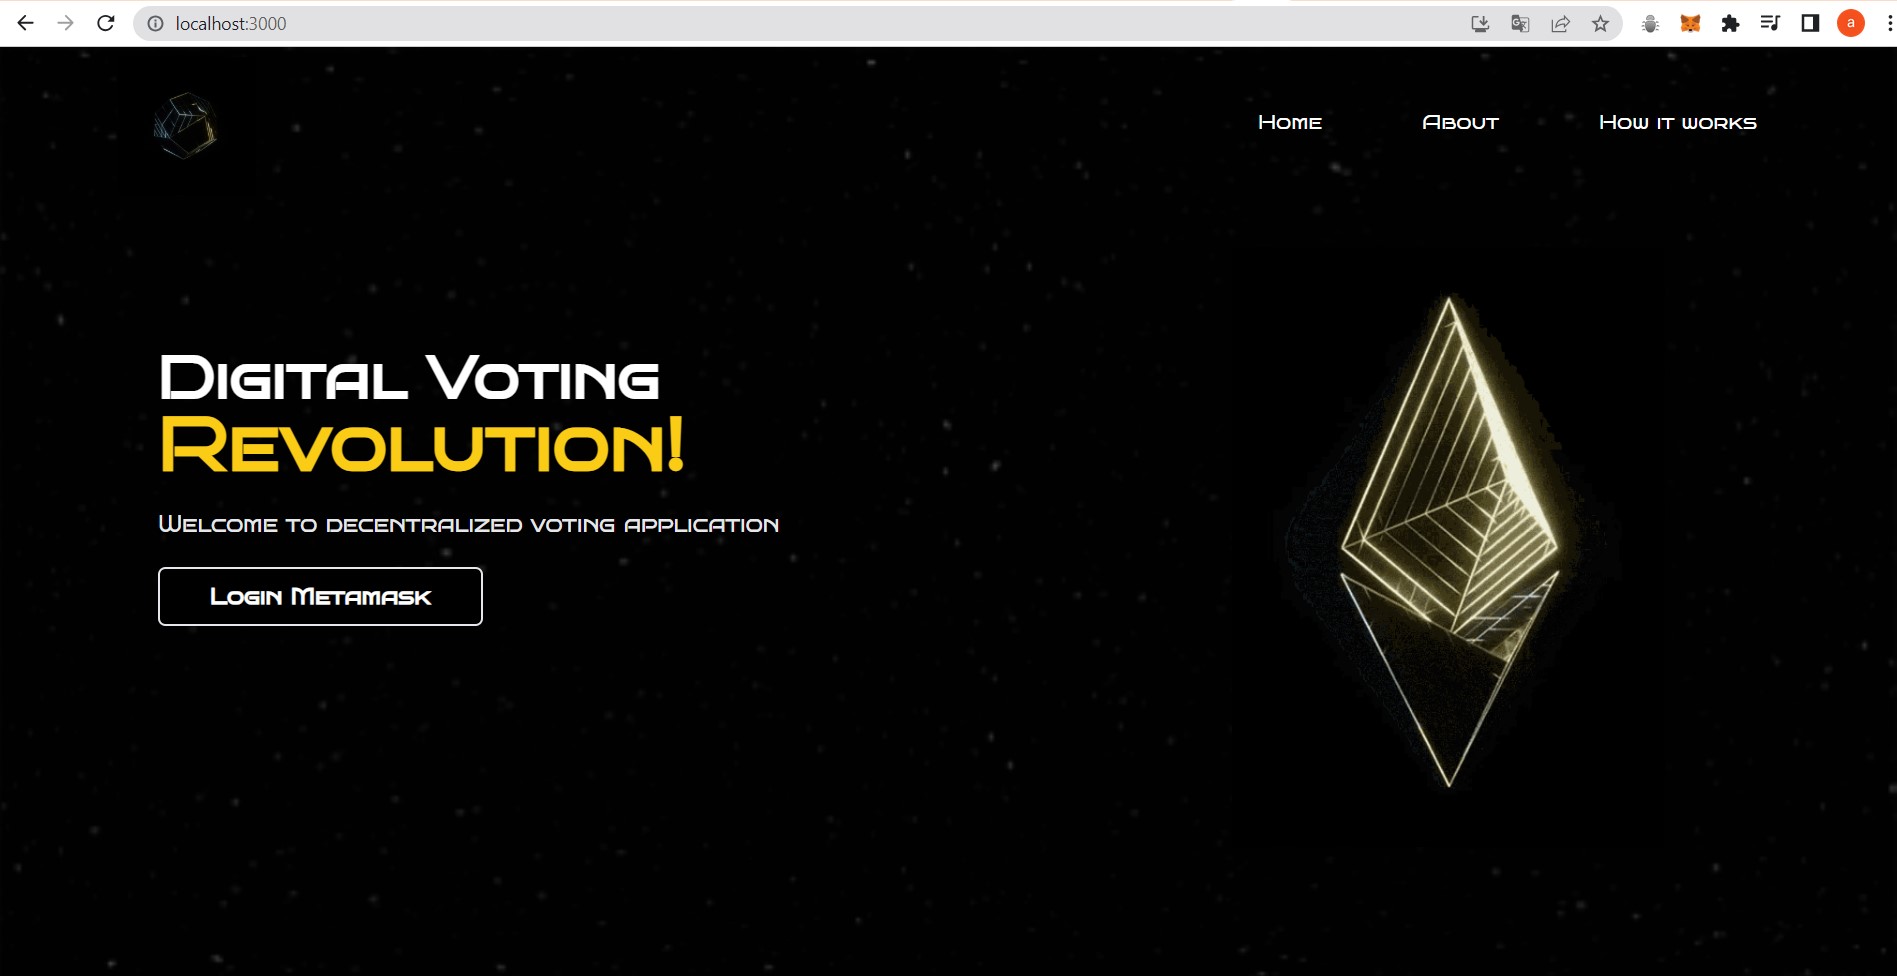 localhost:3000
a
Home About How it works
Digital Voting
Revolution!
Welcome to decentralized voting application
Login Metamask